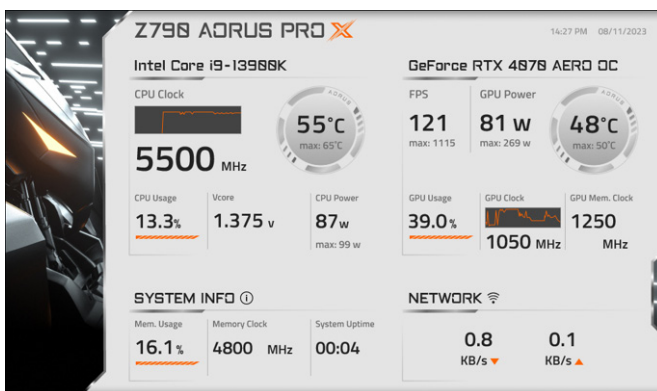 Z790 AORUS PRO X
14:27 PM 08/11/2023
Intel Core i9-13900K
CPU Clock
5500 MHz
AORUS
55°C
max: 65°C
CPU Usage
13.3%
Vcore
1.375 v
CPU Power
87 w
max: 99 w
GeForce RTX 4070 AERO OC
FPS
121
max: 1115
GPU Power
81 w
max: 269 w
AORUS
48°C
max: 50°C
GPU Usage
39.0%
GPU Clock
1050 MHz
GPU Mem. Clock
1250
MHz
SYSTEM INFO
Mem. Usage
16.1%
Memory Clock
4800 MHz
System Uptime
00:04
NETWORK
0.8
KB/s
0.1
KB/s